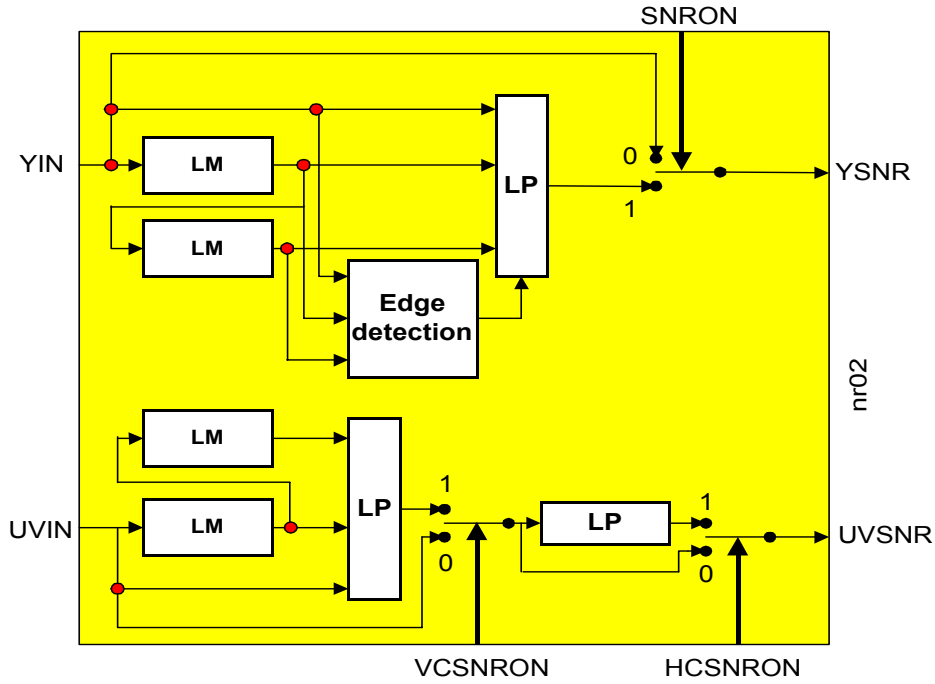 SNRON
YIN
LM
LM
LP
0
1
YSNR
Edge
detection
nr02
LM
UVIN
LM
LP
1
0
LP
1
0
UVSNR
VCSNRON
HCSNRON